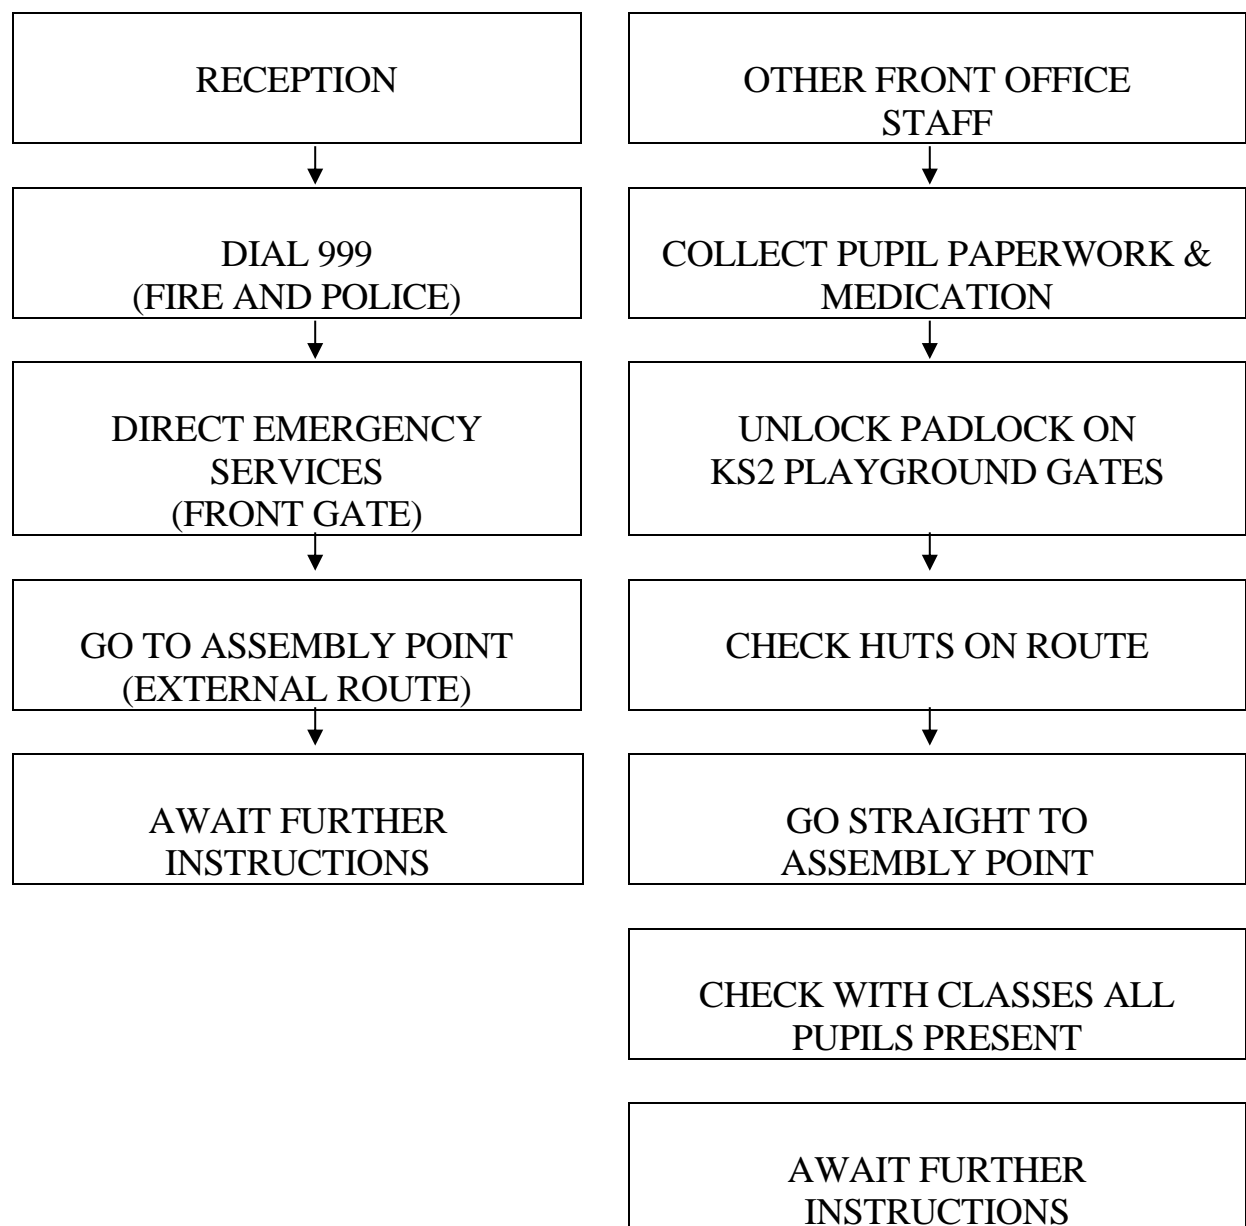 RECEPTION
DIAL 999
(FIRE AND POLICE)
DIRECT EMERGENCY
SERVICES
(FRONT GATE)
GO TO ASSEMBLY POINT
(EXTERNAL ROUTE)
AWAIT FURTHER
INSTRUCTIONS
OTHER FRONT OFFICE
STAFF
COLLECT PUPIL PAPERWORK &
MEDICATION
UNLOCK PADLOCK ON
KS2 PLAYGROUND GATES
CHECK HUTS ON ROUTE
GO STRAIGHT TO
ASSEMBLY POINT
CHECK WITH CLASSES ALL
PUPILS PRESENT
AWAIT FURTHER
INSTRUCTIONS